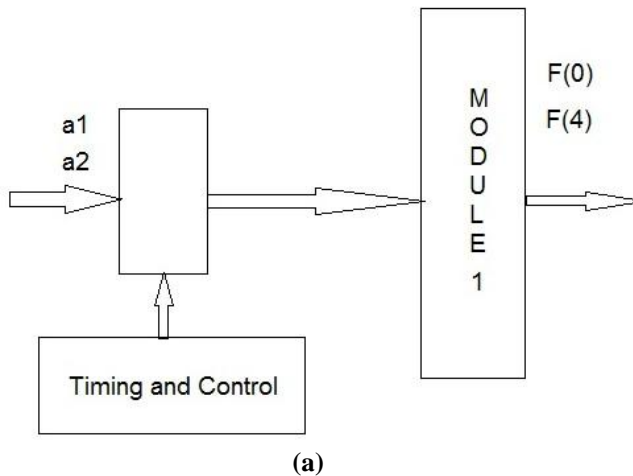 a1
a2
M
O
D
U
L
E
1
F(0)
F(4)
Timing and Control
(a)